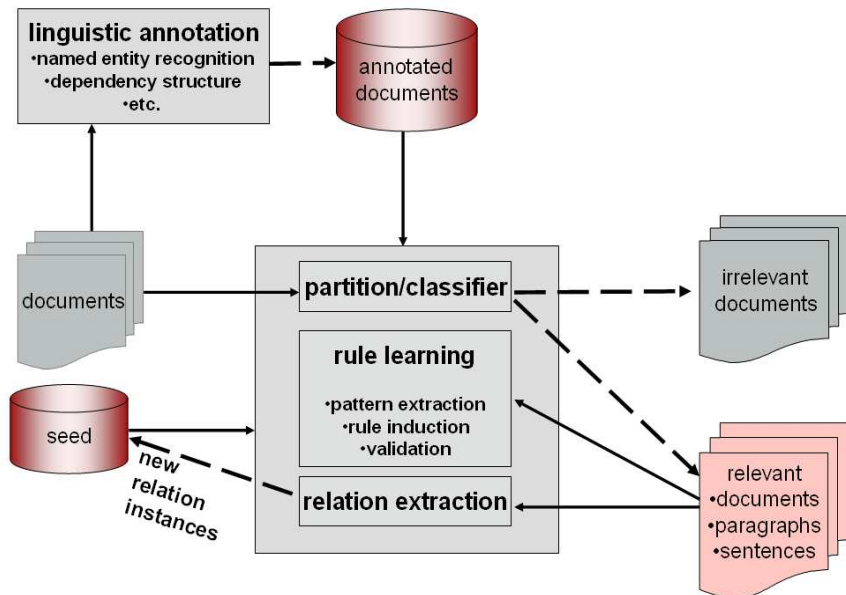 linguistic annotation
•named entity recognition
•dependency structure
•etc.
annotated
documents
documents
partition/classifier
irrelevant
documents
rule learning
•pattern extraction
•rule induction
•validation
seed
new
relation
instances
relation extraction
relevant
•documents
•paragraphs
•sentences